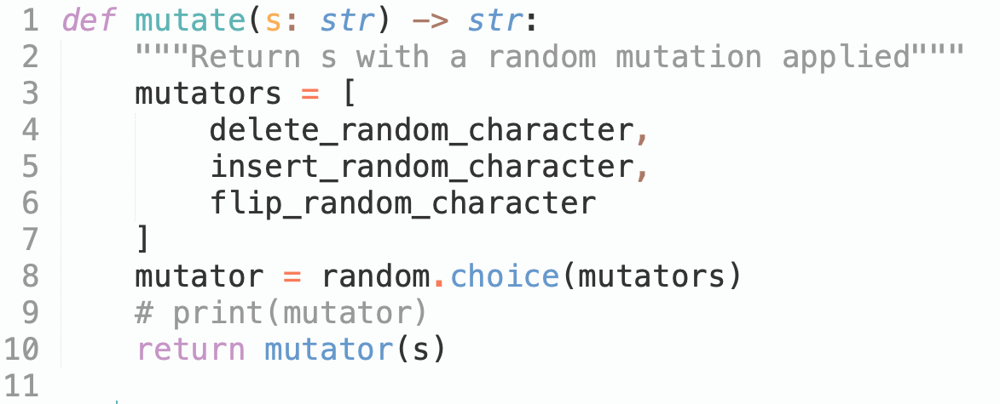 1 def mutate(s: str) -> str:
2     """Return s with a random mutation applied"""
3     mutators = [
4         delete_random_character,
5         insert_random_character,
6         flip_random_character
7     ]
8     mutator = random.choice(mutators)
9     # print(mutator)
10     return mutator(s)
11